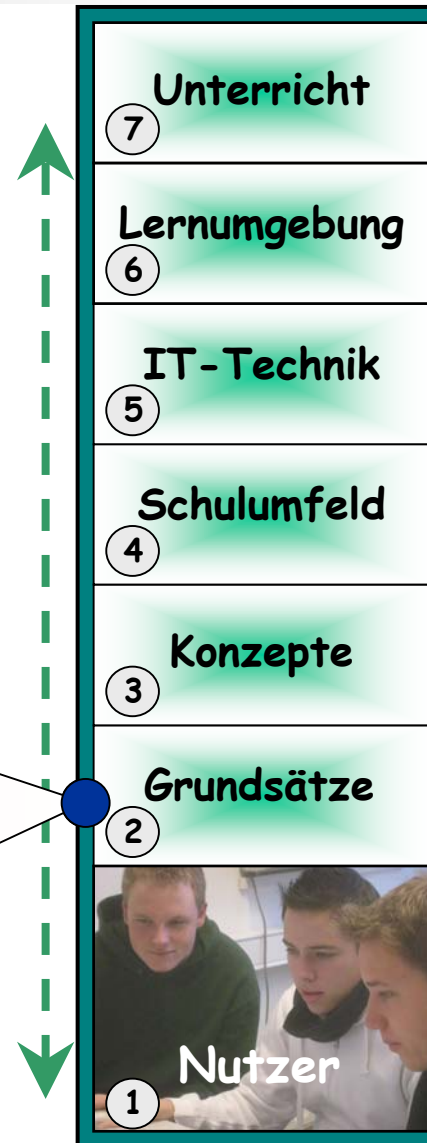 Unterricht
7
Lernumgebung
6
IT-Technik
5
Schulumfeld
4
Konzepte
3
Grundsätze
2
Nutzer
1